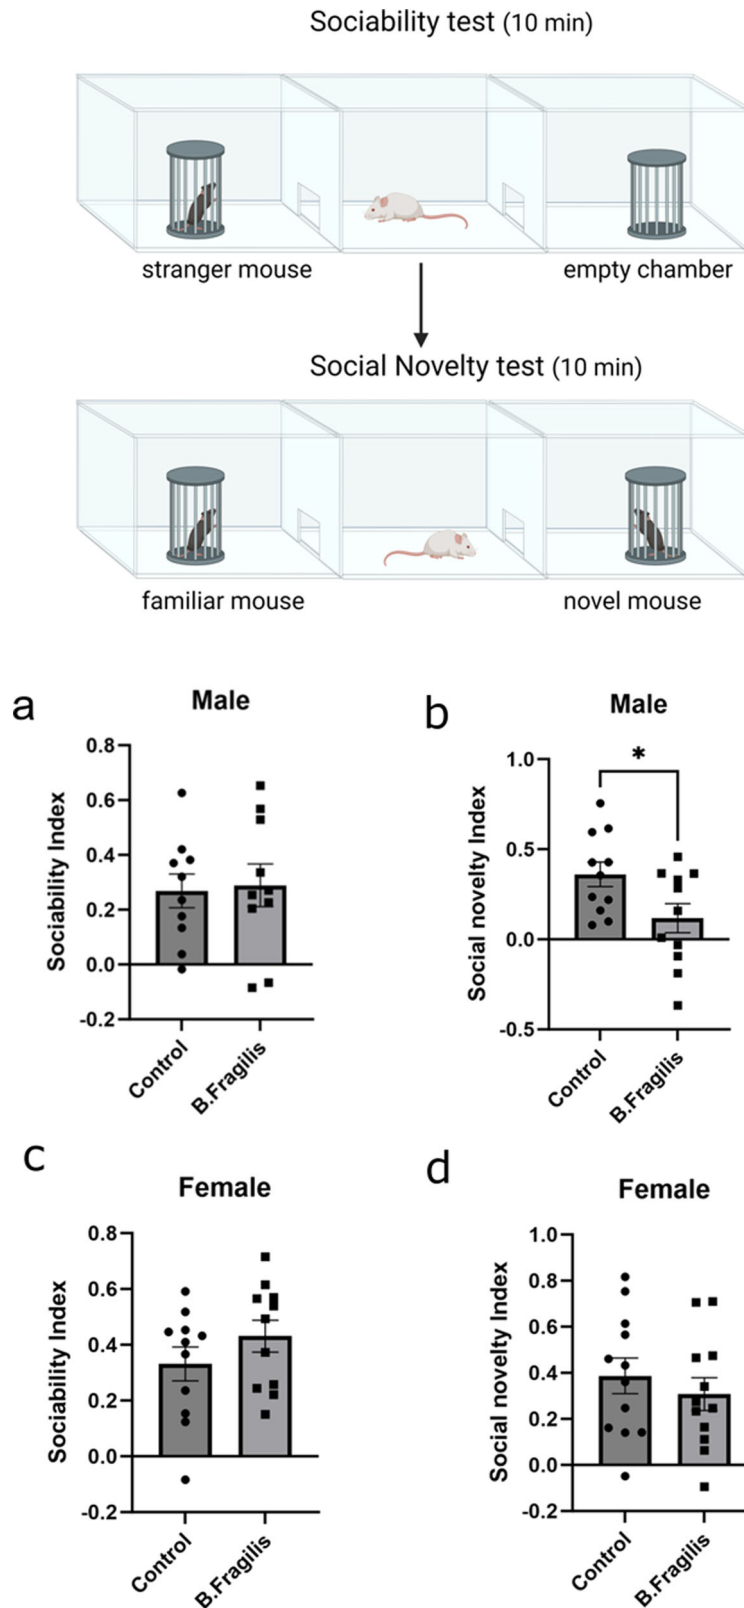 Sociability test (10 min)
stranger mouse
empty chamber
Social Novelty test (10 min)
familiar mouse
novel mouse
a
Male
Sociability Index
0.8
0.6
0.4
0.2
0.0
-0.2
Control
B.Fragilis
b
Male
*
Social novelty Index
1.0
0.5
0.0
-0.5
Control
B.Fragilis
c
Female
Sociability Index
0.8
0.6
0.4
0.2
0.0
-0.2
Control
B.Fragilis
d
Female
Social novelty Index
1.0
0.8
0.6
0.4
0.2
0.0
-0.2
Control
B.Fragilis